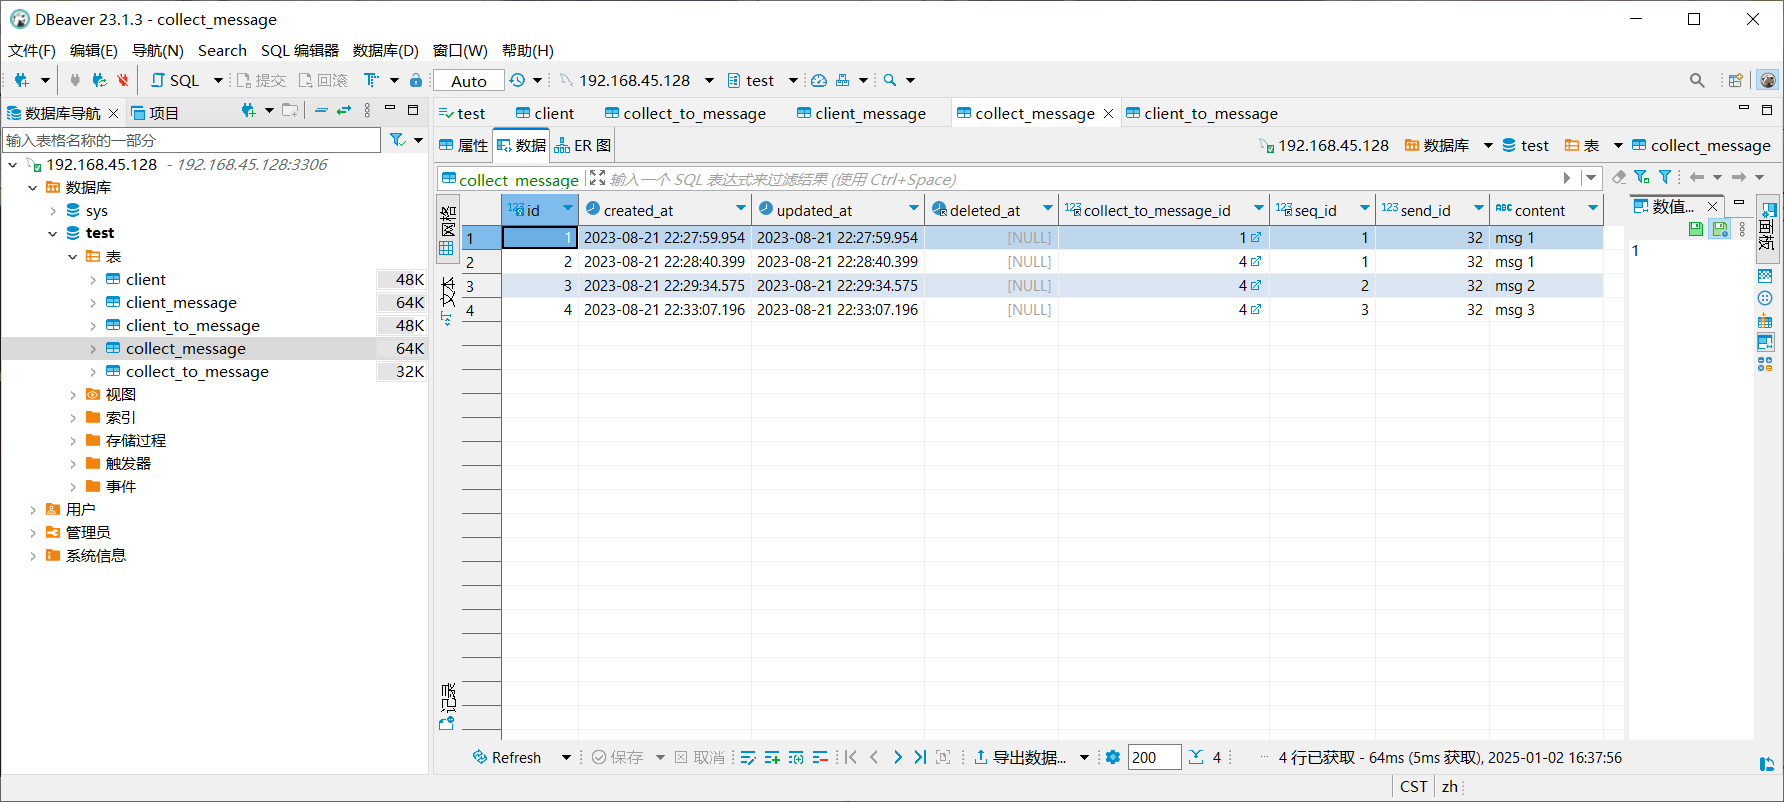 DBeaver 23.1.3 - collect_message
文件(F) 编辑(E) 导航(N) Search SQL 编辑器 数据库(D) 窗口(W) 帮助(H)
SQL 提交 回滚 Auto 192.168.45.128 test
数据库导航 项目
test client collect_to_message client_message collect_message client_to_message
输入表格名称的一部分
属性 数据 ER 图 192.168.45.128 数据库 test 表 collect_message
192.168.45.128 - 192.168.45.128:3306
数据库
sys
test
表
client 48K
client_message 64K
client_to_message 48K
collect_message 64K
collect_to_message 32K
视图
索引
存储过程
触发器
事件
用户
管理员
系统信息
collect_message 输入一个 SQL 表达式来过滤结果 (使用 Ctrl+Space)
网格
文本
记录
123 id created_at updated_at deleted_at 123 collect_to_message_id 123 seq_id 123 send_id ABC content
1 1 2023-08-21 22:27:59.954 2023-08-21 22:27:59.954 [NULL] 1 1 32 msg 1
2 2 2023-08-21 22:28:40.399 2023-08-21 22:28:40.399 [NULL] 4 1 32 msg 1
3 3 2023-08-21 22:29:34.575 2023-08-21 22:29:34.575 [NULL] 4 2 32 msg 2
4 4 2023-08-21 22:33:07.196 2023-08-21 22:33:07.196 [NULL] 4 3 32 msg 3
数值...
1
面板
Refresh 保存 取消 导出数据... 200 4 4 行已获取 - 64ms (5ms 获取), 2025-01-02 16:37:56
CST zh